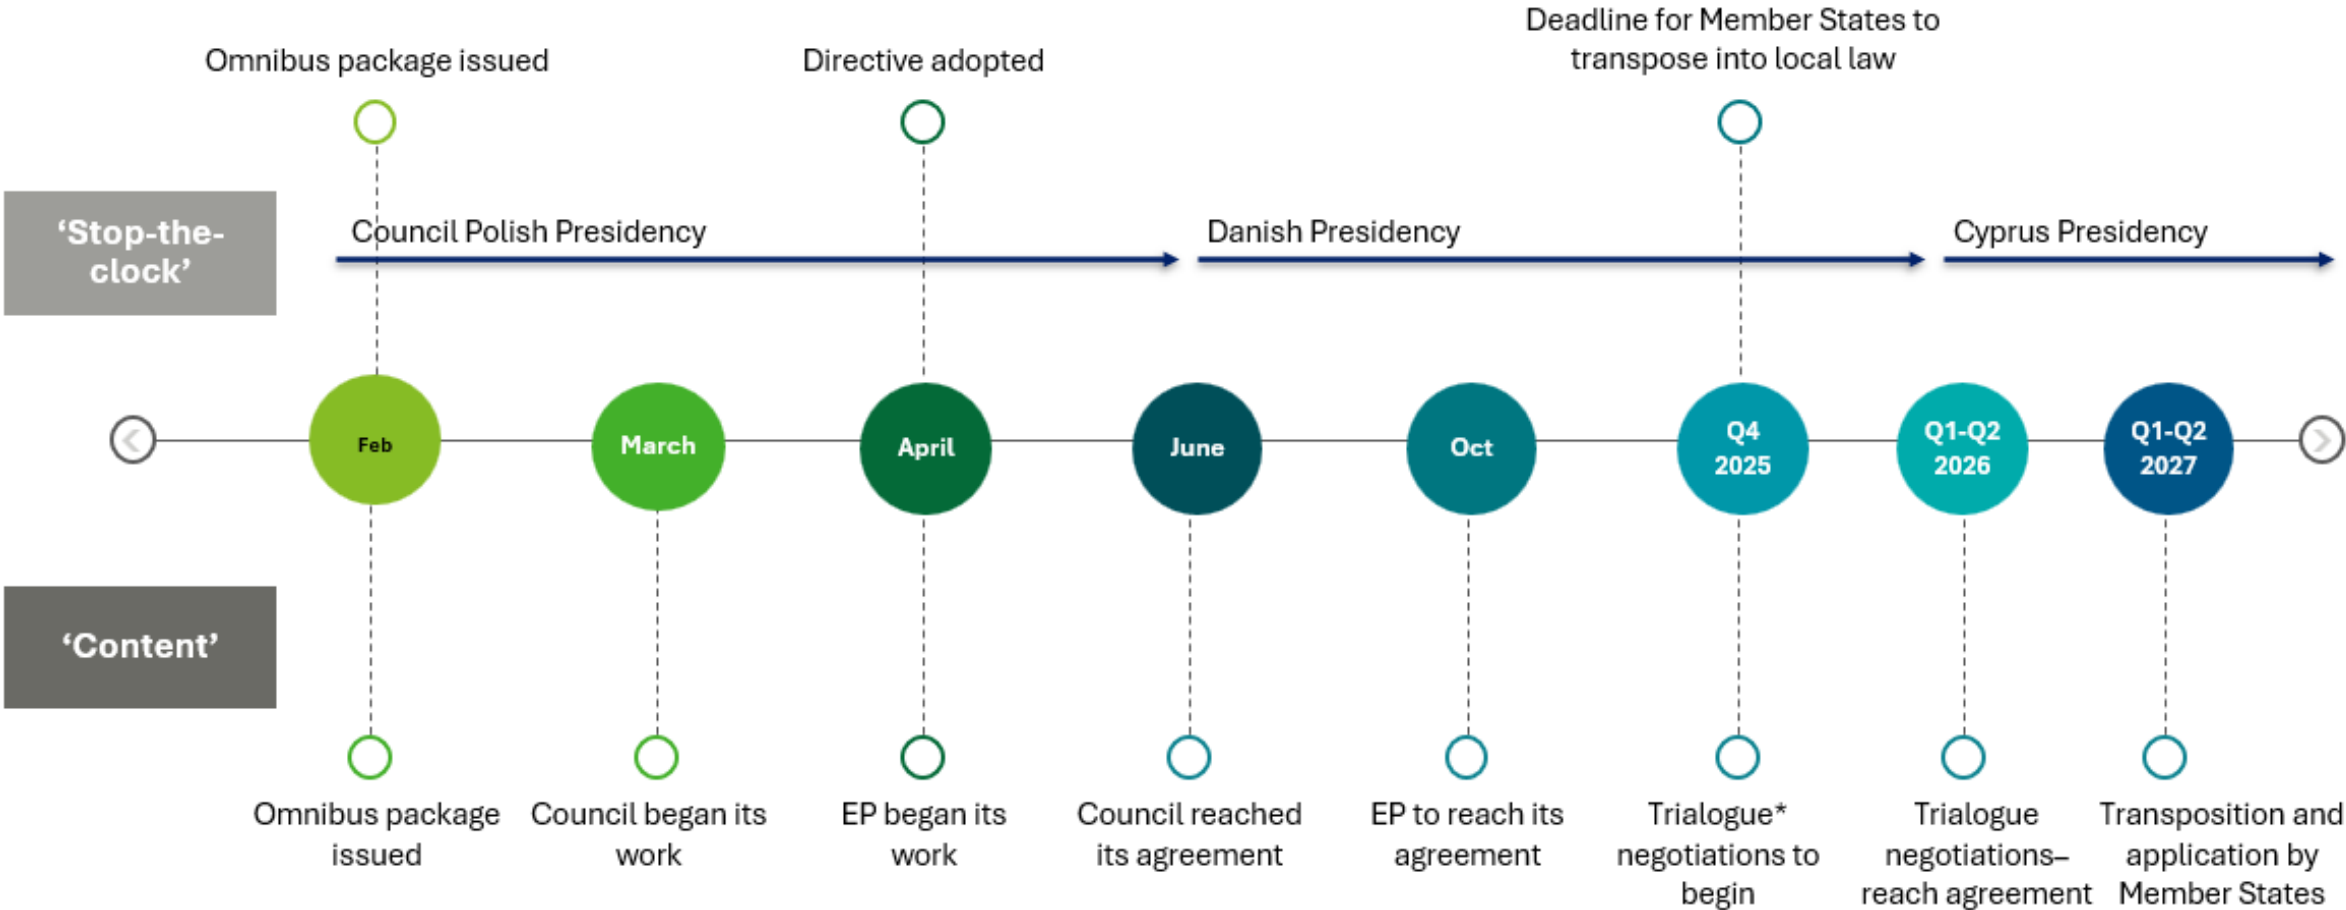 Omnibus package issued
Directive adopted
Deadline for Member States to
transpose into local law
‘Stop-the-
clock’
Council Polish Presidency
Danish Presidency
Cyprus Presidency
Feb
March
April
June
Oct
Q4
2025
Q1-Q2
2026
Q1-Q2
2027
‘Content’
Omnibus package
issued
Council began its
work
EP began its
work
Council reached
its agreement
EP to reach its
agreement
Trialogue*
negotiations to
begin
Trialogue
negotiations–
reach agreement
Transposition and
application by
Member States